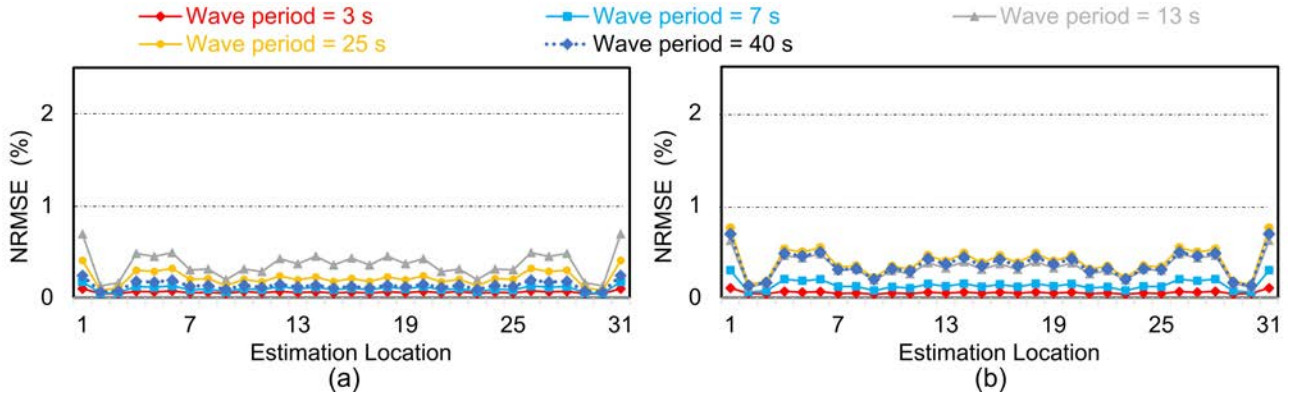 Wave period = 3 s Wave period = 7 s Wave period = 13 s
Wave period = 25 s Wave period = 40 s
NRMSE (%)
2
1
0
1 7 13 19 25 31
Estimation Location
(a)
NRMSE (%)
2
1
0
1 7 13 19 25 31
Estimation Location
(b)